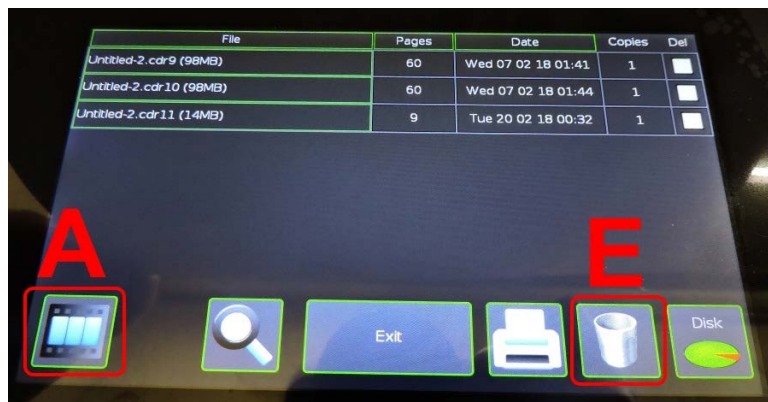 File Pages Date Copies Del
Untitled-2.cdr9 (98MB) 60 Wed 07 02 18 01:41 1
Untitled-2.cdr10 (98MB) 60 Wed 07 02 18 01:44 1
Untitled-2.cdr11 (14MB) 9 Tue 20 02 18 00:32 1
A E
Exit Disk